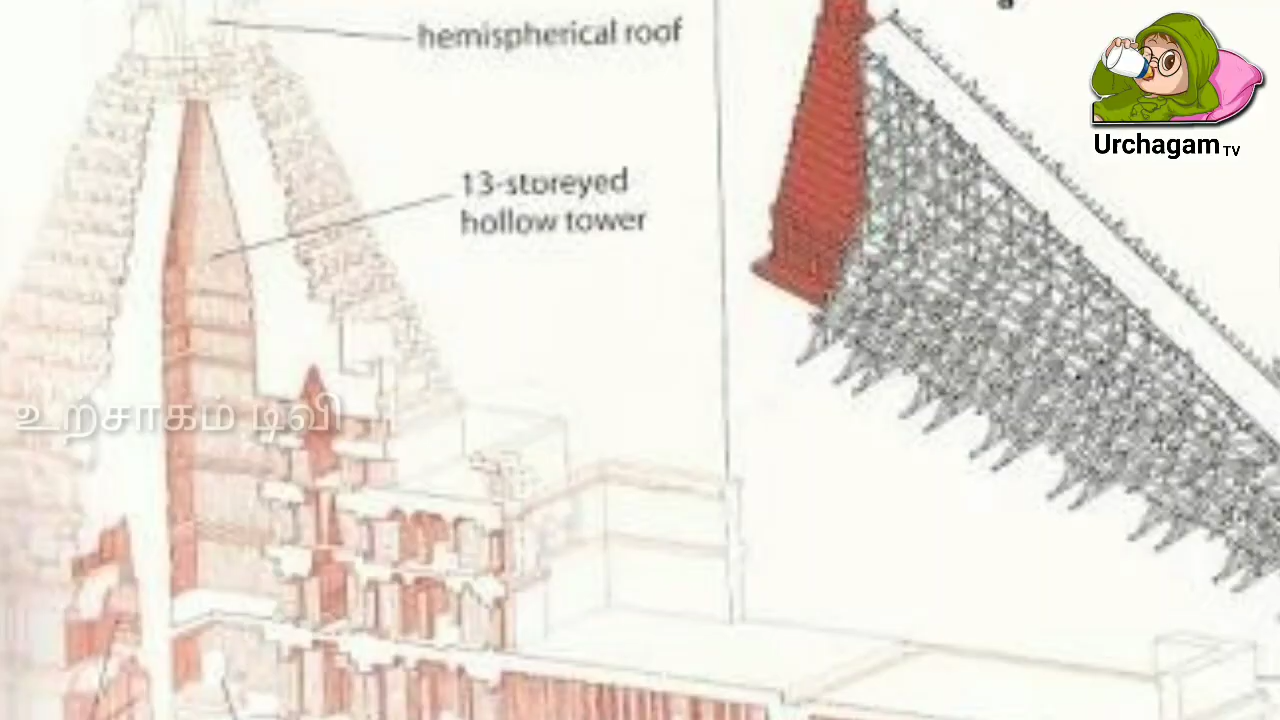 hemispherical roof
13-storeyed
hollow tower
Urchagam TV
உற்சாகம் டிவி